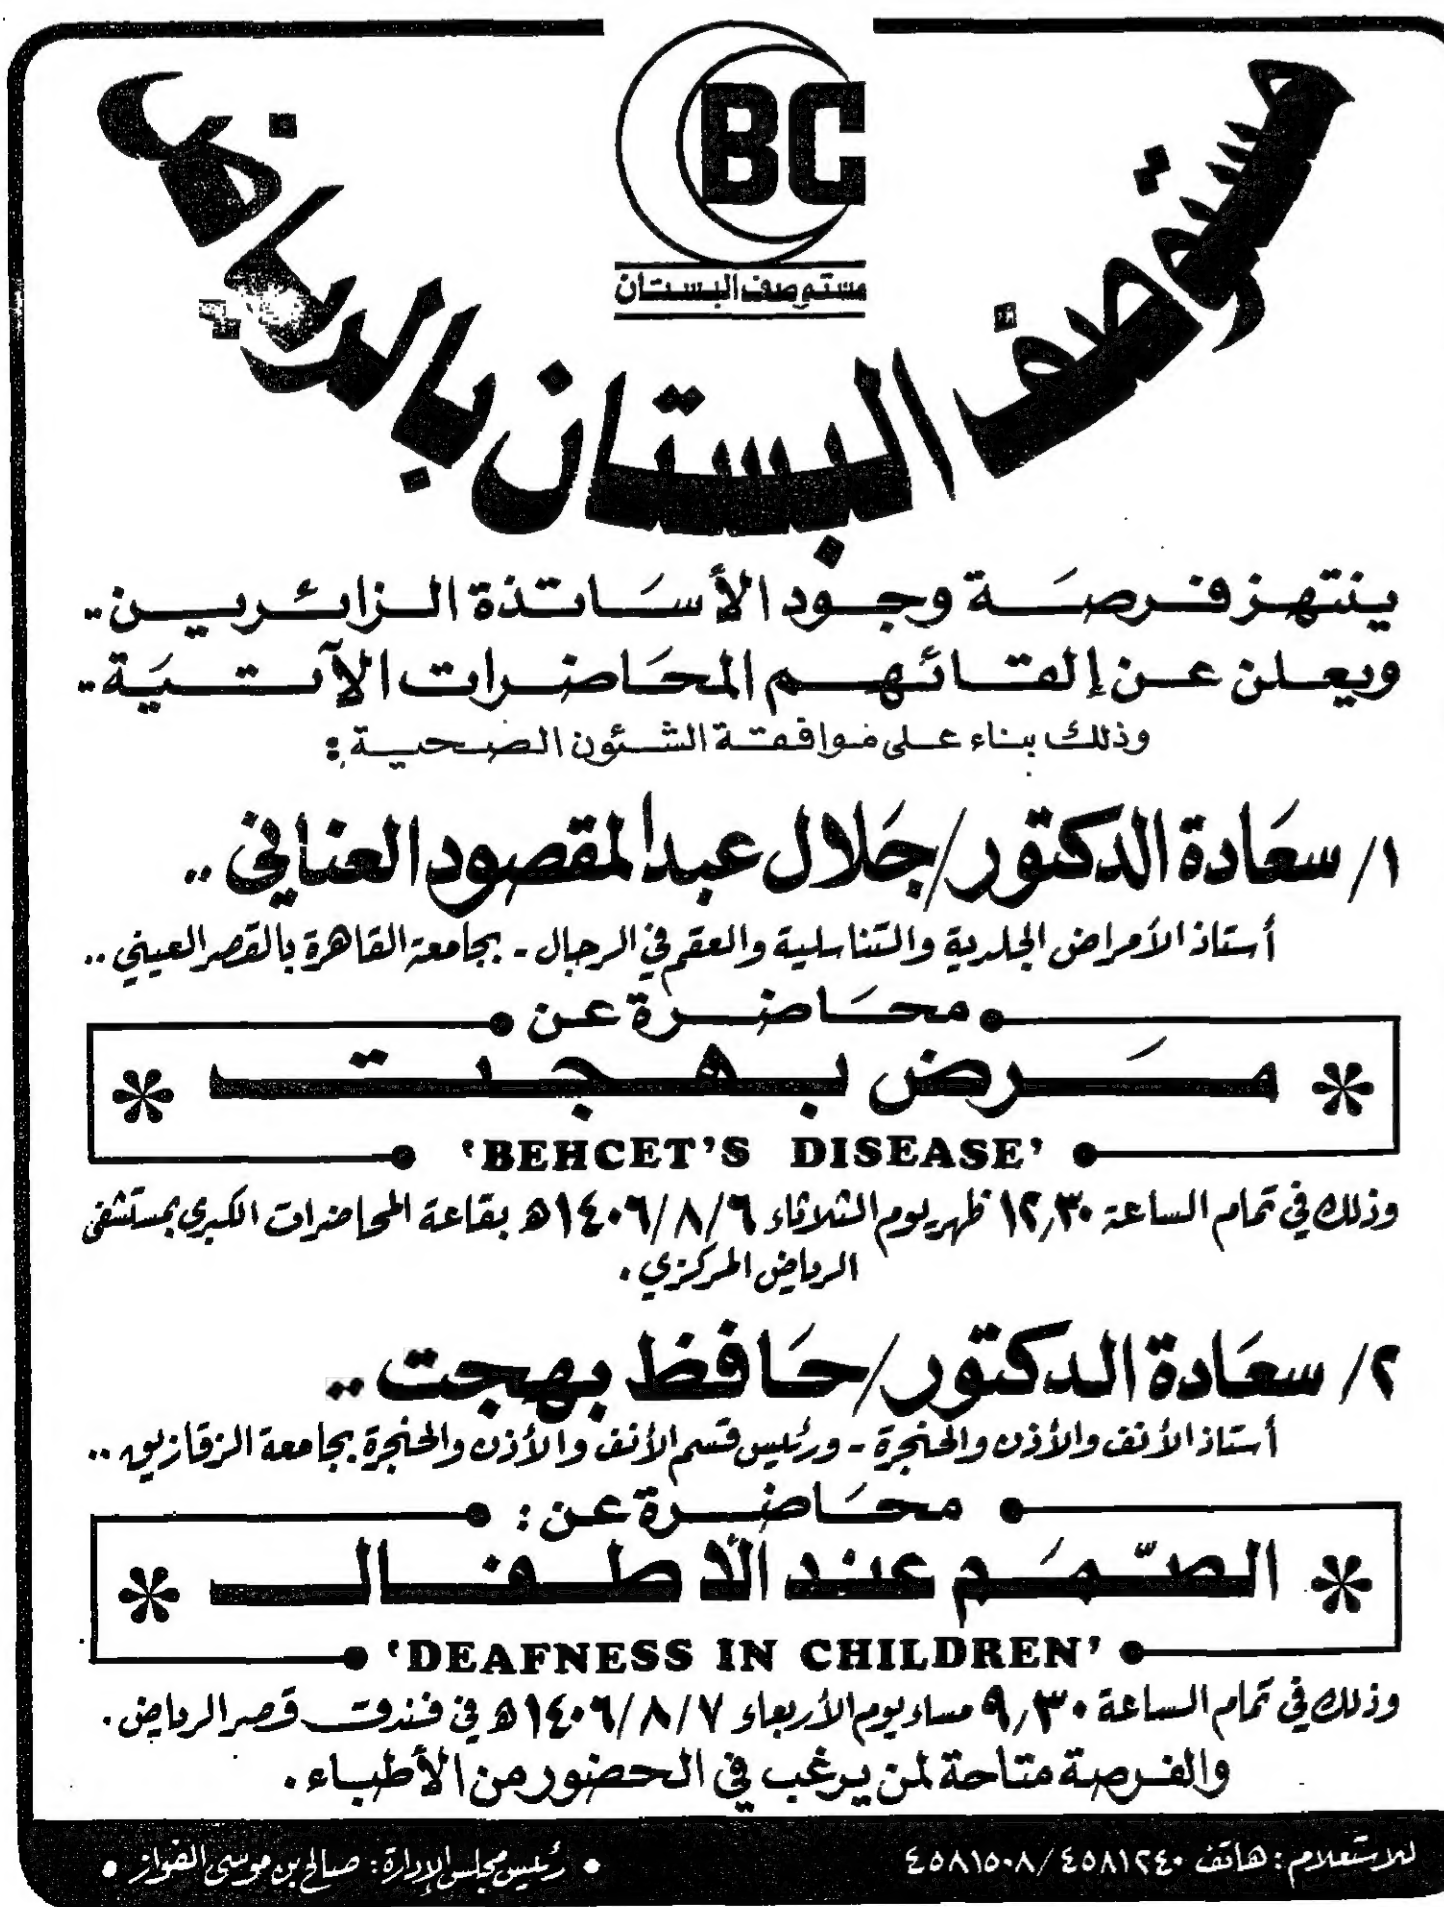 BC
مستوصف البستان
مستوصف البستان بالرياض
ينتهز فرصة وجود الأساتذة الزائرين..
ويعلن عن إلقائهم المحاضرات الآتية..
وذلك بناء على موافقة الشئون الصحية:
١/ سعادة الدكتور/جلال عبدالمقصود العناني ..
أستاذ الأمراض الجلدية والتناسلية والعقم في الرجال - بجامعة القاهرة بالقصر العيني ..
محاضرة عن
* مرض بهجت *
'BEHCET'S DISEASE'
وذلك في تمام الساعة ١٢,٣٠ ظهر يوم الثلاثاء ١٤٠٦/٨/٦هـ بقاعة المحاضرات الكبرى بمستشفى
الرياض المركزي .
٢/ سعادة الدكتور/حافظ بهجت ..
أستاذ الأنف والأذن والحنجرة - ورئيس قسم الأنف والأذن والحنجرة بجامعة الزقازيق ..
محاضرة عن :
* الصّمم عند الأطفال *
'DEAFNESS IN CHILDREN'
وذلك في تمام الساعة ٩,٣٠ مساء يوم الأربعاء ١٤٠٦/٨/٧هـ في فندق قصر الرياض .
والفرصة متاحة لمن يرغب في الحضور من الأطباء .
للاستعلام : هاتف ٤٥٨١٢٤٠/٤٥٨١٥٠٨
• رئيس مجلس الإدارة : صالح بن موسى الفواز •